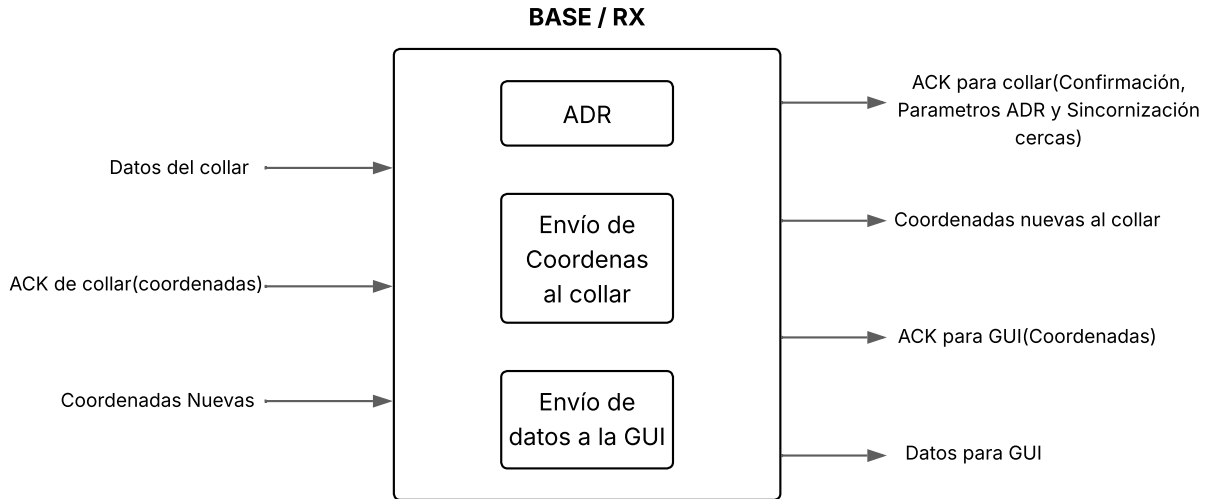 BASE / RX
ADR
ACK para collar(Confirmación,
Parametros ADR y Sincornización
cercas)
Datos del collar
Envío de
Coordenas
al collar
Coordenadas nuevas al collar
ACK de collar(coordenadas)
ACK para GUI(Coordenadas)
Coordenadas Nuevas
Envío de
datos a la GUI
Datos para GUI